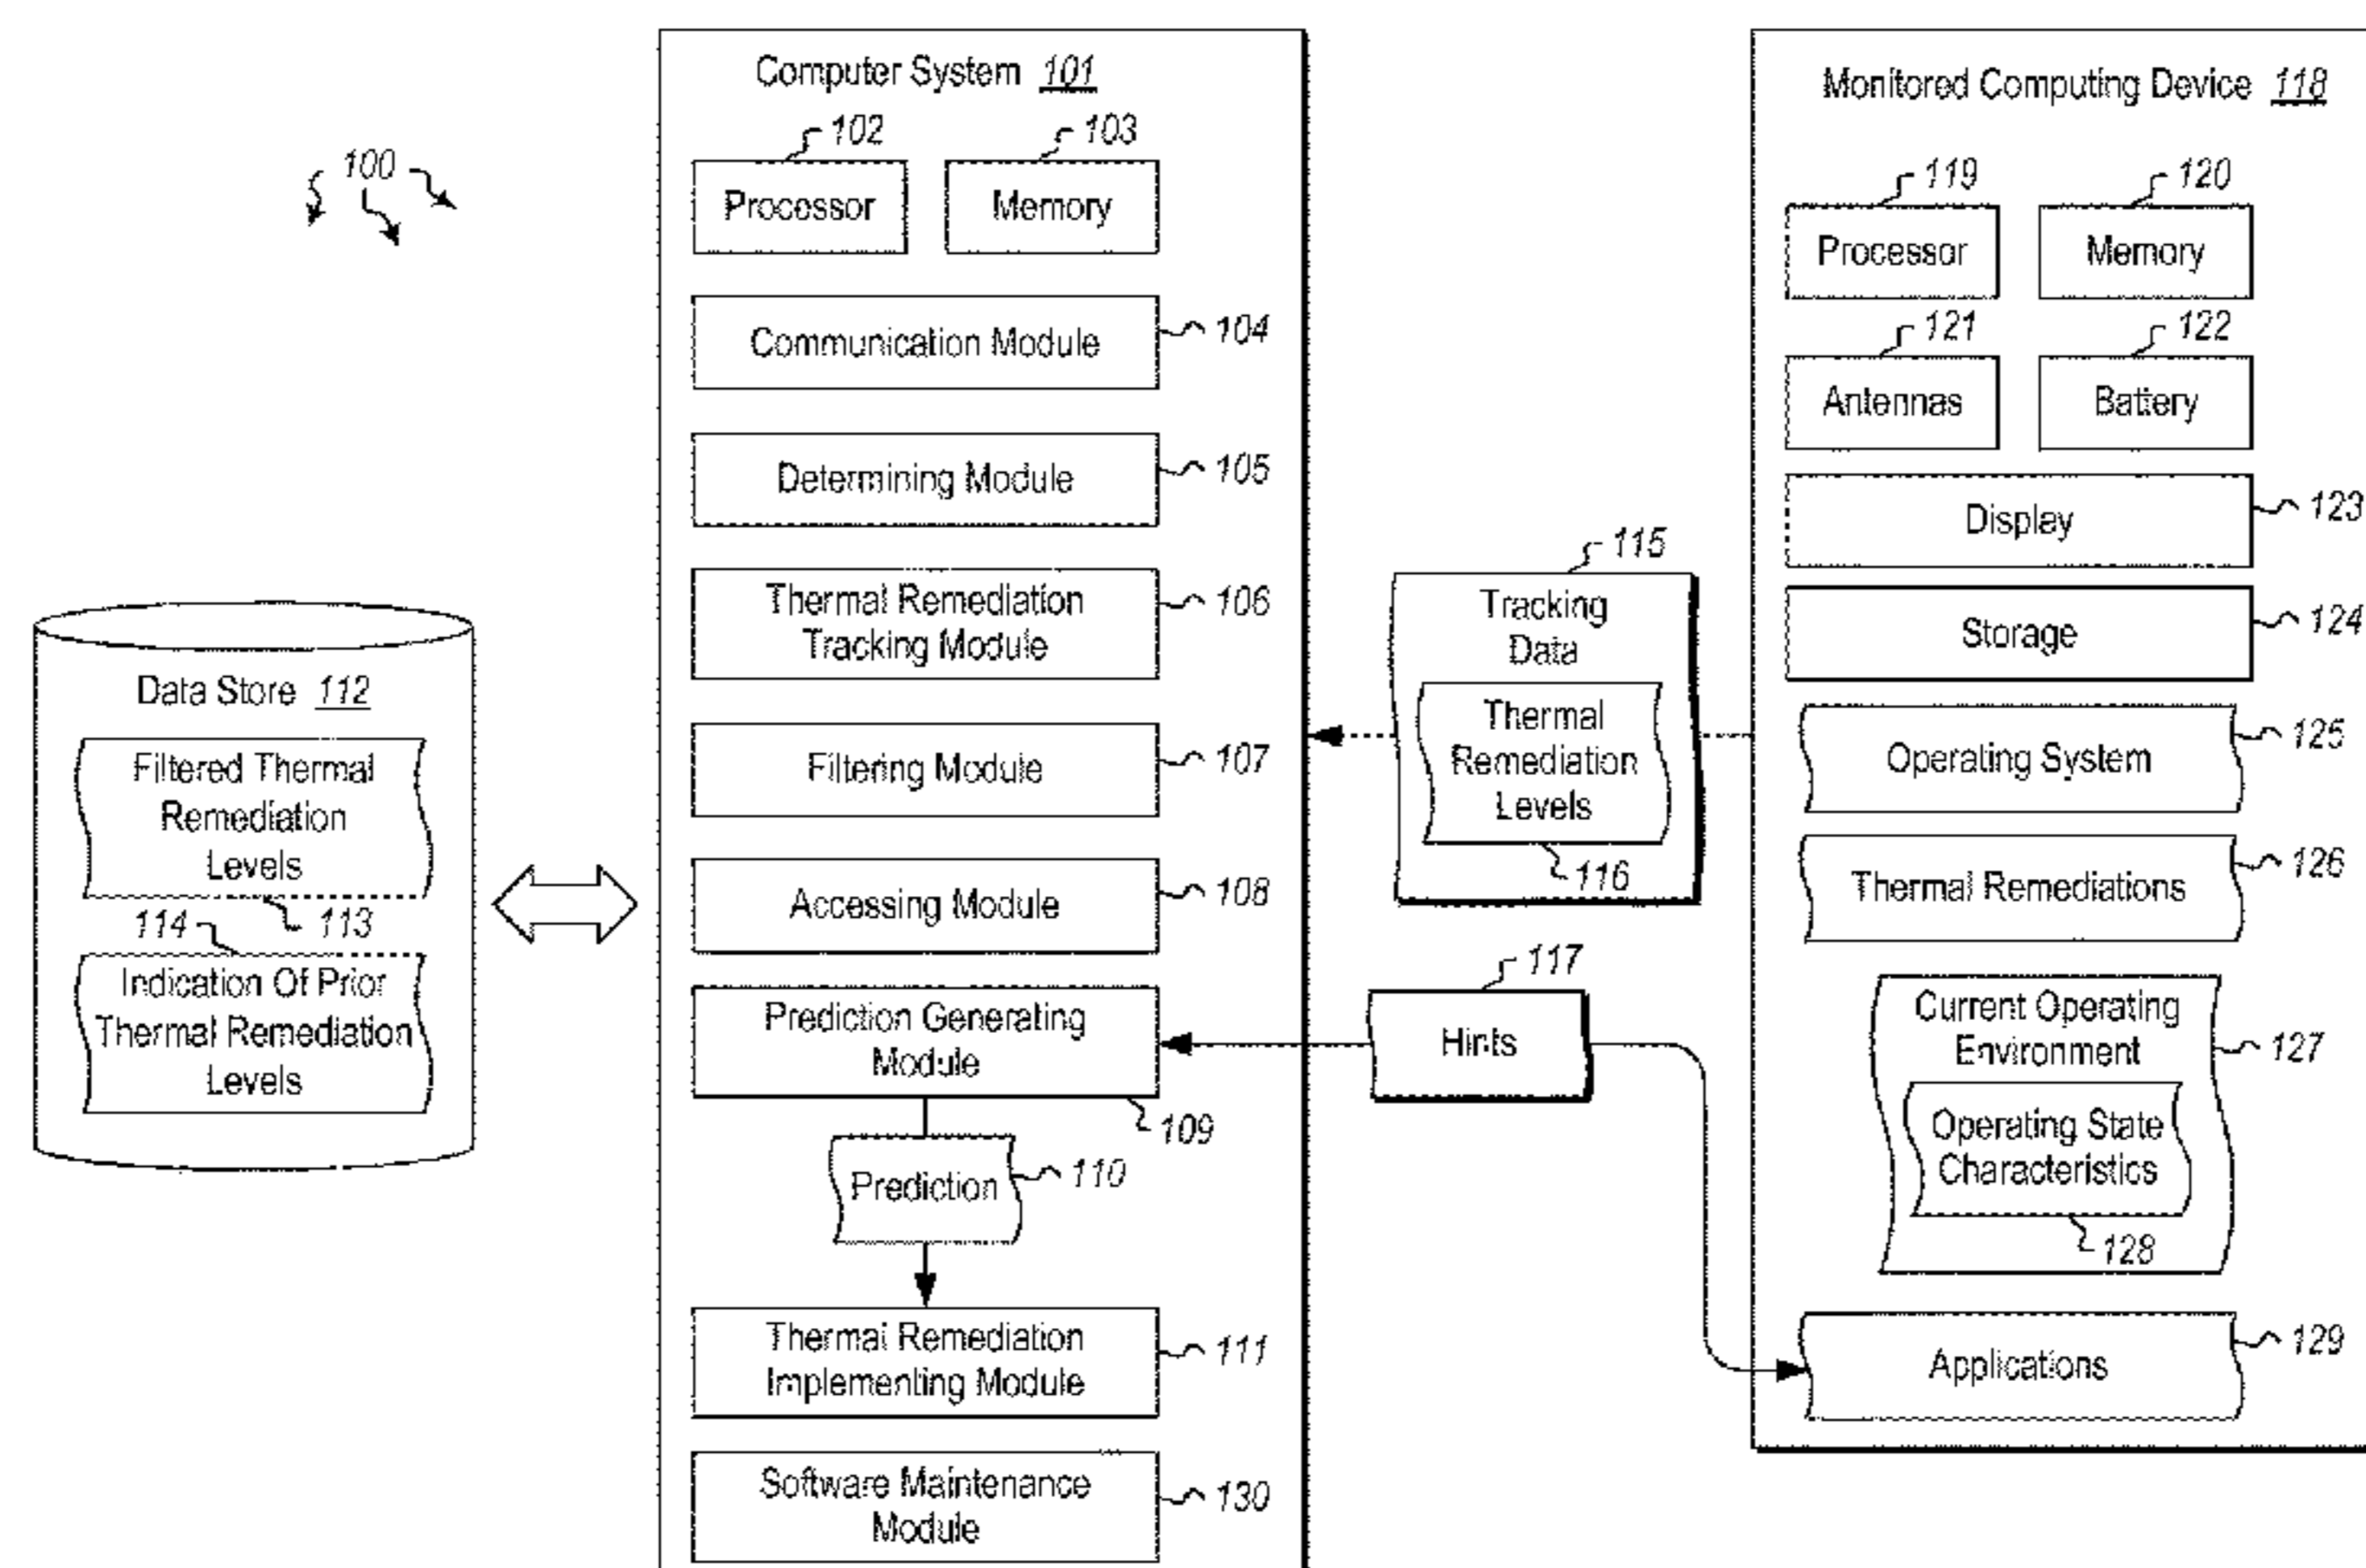 100
Data Store 112
Filtered Thermal
Remediation
Levels
113
114
Indication Of Prior
Thermal Remediation
Levels
Computer System 101
102
103
Processor
Memory
Communication Module
104
Determining Module
105
Thermal Remediation
Tracking Module
106
Filtering Module
107
Accessing Module
108
Prediction Generating
Module
109
Prediction
110
Thermal Remediation
Implementing Module
111
Software Maintenance
Module
130
115
Tracking
Data
Thermal
Remediation
Levels
116
117
Hints
Monitored Computing Device 118
119
120
Processor
Memory
121
122
Antennas
Battery
Display
123
Storage
124
Operating System
125
Thermal Remediations
126
Current Operating
Environment
127
Operating State
Characteristics
128
Applications
129